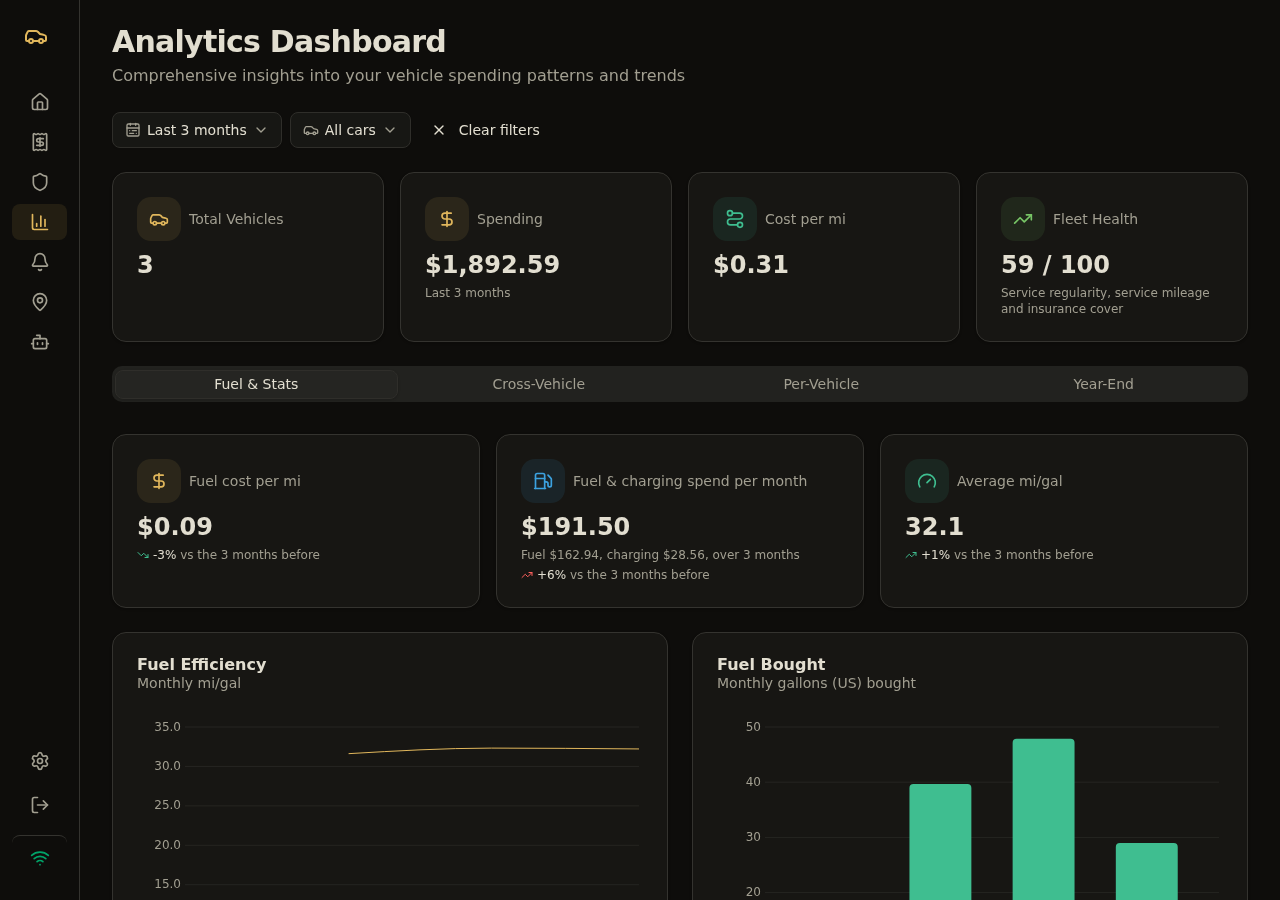 Analytics Dashboard
Comprehensive insights into your vehicle spending patterns and trends
Last 3 months
All cars
Clear filters
Total Vehicles
3
Spending
$1,892.59
Last 3 months
Cost per mi
$0.31
Fleet Health
59 / 100
Service regularity, service mileage
and insurance cover
Fuel & Stats
Cross-Vehicle
Per-Vehicle
Year-End
Fuel cost per mi
$0.09
-3% vs the 3 months before
Fuel & charging spend per month
$191.50
Fuel $162.94, charging $28.56, over 3 months
+6% vs the 3 months before
Average mi/gal
32.1
+1% vs the 3 months before
Fuel Efficiency
Monthly mi/gal
35.0
30.0
25.0
20.0
15.0
Fuel Bought
Monthly gallons (US) bought
50
40
30
20